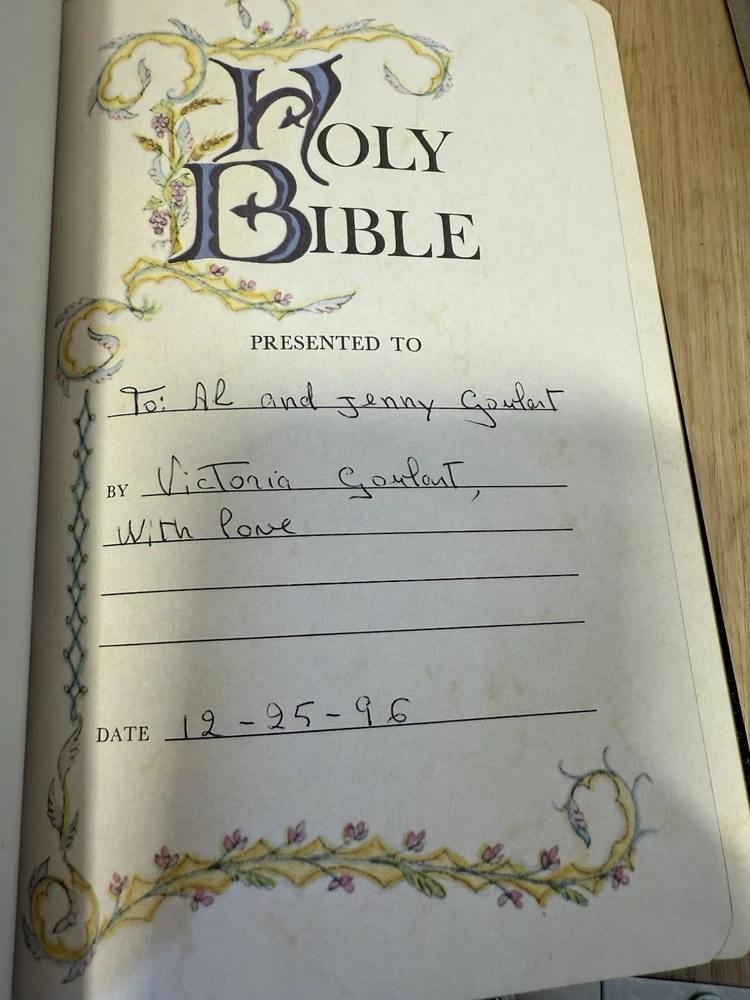 HOLY
BIBLE
PRESENTED TO
To: Al and Jenny Goulart
BY Victoria Goulart,
With love
DATE 12-25-96